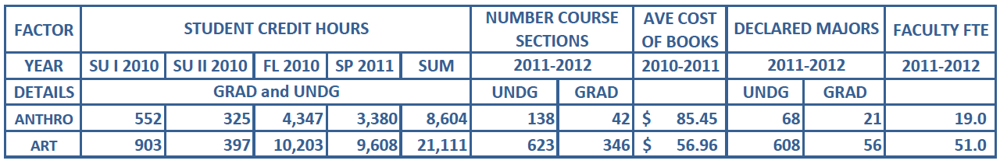 FACTOR STUDENT CREDIT HOURS NUMBER COURSE SECTIONS AVE COST OF BOOKS DECLARED MAJORS FACULTY FTE
YEAR SU I 2010 SU II 2010 FL 2010 SP 2011 SUM 2011-2012 2010-2011 2011-2012 2011-2012
DETAILS GRAD and UNDG UNDG GRAD UNDG GRAD
ANTHRO 552 325 4,347 3,380 8,604 138 42 $ 85.45 68 21 19.0
ART 903 397 10,203 9,608 21,111 623 346 $ 56.96 608 56 51.0